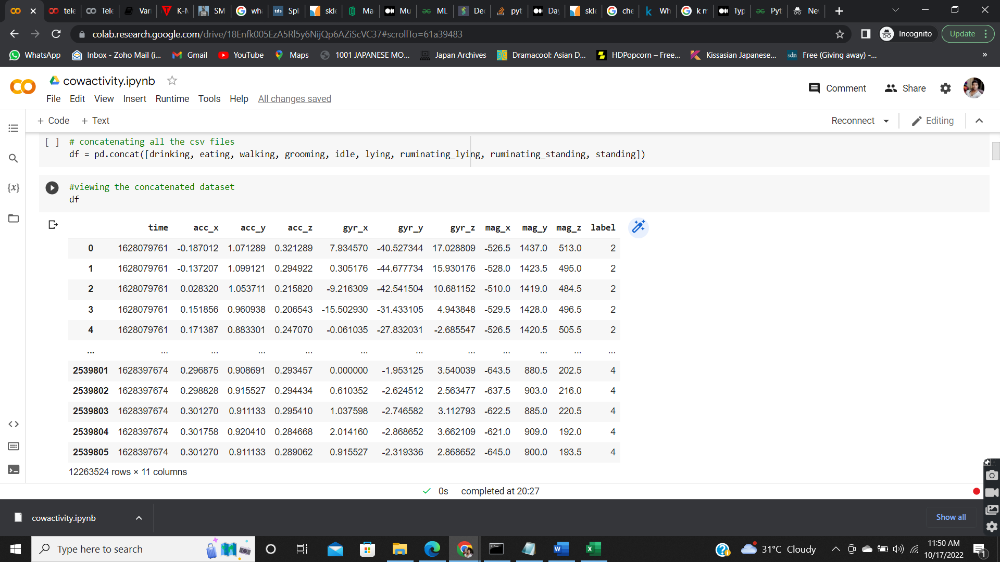 tele
Tele
Vari
K-M
SM
wha
tds
Spl
skle
Ma
Mu
ML
Dec
pyt
Day
skle
che
k
Wh
k m
Typ
Pyt
Nev
colab.research.google.com/drive/18Enfk005EzA5Rl5y6NijQp6AZiScVC37#scrollTo=61a39483
Incognito
Update
WhatsApp
Inbox - Zoho Mail (i...
Gmail
YouTube
Maps
1001 JAPANESE MO...
Japan Archives
Dramacool: Asian D...
HDPopcorn – Free...
Kissasian Japanese...
sdn
Free (Giving away) -...
»
cowactivity.ipynb
Comment
Share
File Edit View Insert Runtime Tools Help All changes saved
+ Code + Text
Reconnect
Editing
[ ] # concatenating all the csv files
df = pd.concat([drinking, eating, walking, grooming, idle, lying, ruminating_lying, ruminating_standing, standing])
#viewing the concatenated dataset
df
{x}
time acc_x acc_y acc_z gyr_x gyr_y gyr_z mag_x mag_y mag_z label
0 1628079761 -0.187012 1.071289 0.321289 7.934570 -40.527344 17.028809 -526.5 1437.0 513.0 2
1 1628079761 -0.137207 1.099121 0.294922 0.305176 -44.677734 15.930176 -528.0 1423.5 495.0 2
2 1628079761 0.028320 1.053711 0.215820 -9.216309 -42.541504 10.681152 -510.0 1419.0 484.5 2
3 1628079761 0.151856 0.960938 0.206543 -15.502930 -31.433105 4.943848 -529.5 1428.0 496.5 2
4 1628079761 0.171387 0.883301 0.247070 -0.061035 -27.832031 -2.685547 -526.5 1420.5 505.5 2
... ... ... ... ... ... ... ... ... ... ... ...
2539801 1628397674 0.296875 0.908691 0.293457 0.000000 -1.953125 3.540039 -643.5 880.5 202.5 4
2539802 1628397674 0.298828 0.915527 0.294434 0.610352 -2.624512 2.563477 -637.5 903.0 216.0 4
2539803 1628397674 0.301270 0.911133 0.295410 1.037598 -2.746582 3.112793 -622.5 885.0 220.5 4
2539804 1628397674 0.301758 0.920410 0.284668 2.014160 -2.868652 3.662109 -621.0 909.0 192.0 4
2539805 1628397674 0.301270 0.911133 0.289062 0.915527 -2.319336 2.868652 -645.0 900.0 193.5 4
12263524 rows × 11 columns
0s completed at 20:27
cowactivity.ipynb
Show all
Type here to search
31°C Cloudy
11:50 AM
10/17/2022
1